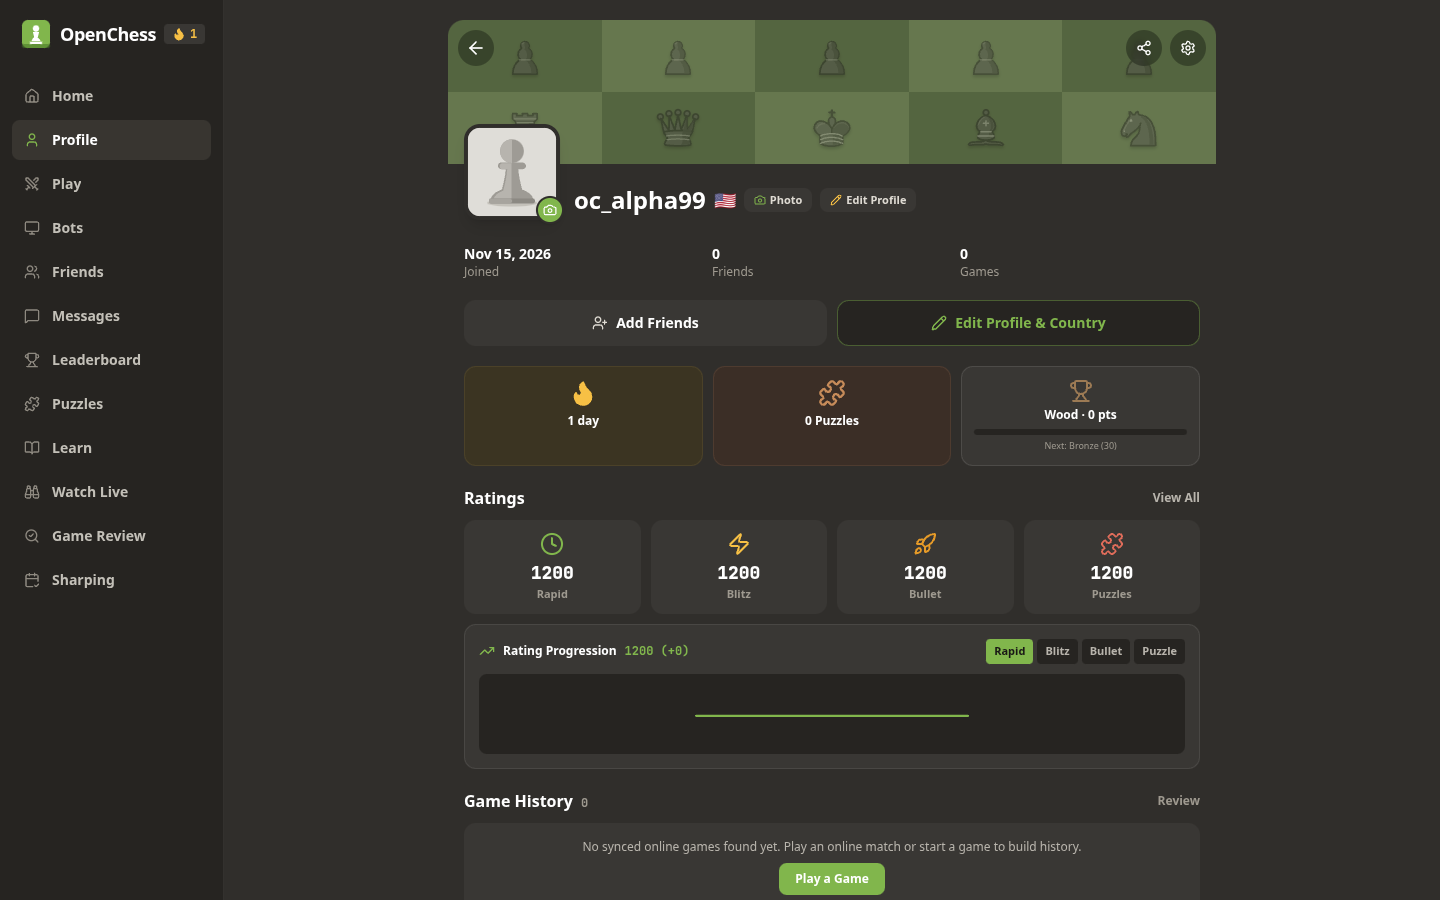 OpenChess 1
Home
Profile
Play
Bots
Friends
Messages
Leaderboard
Puzzles
Learn
Watch Live
Game Review
Sharping
oc_alpha99 Photo Edit Profile
Nov 15, 2026 0 0
Joined Friends Games
Add Friends Edit Profile & Country
1 day 0 Puzzles Wood · 0 pts
Next: Bronze (30)
Ratings View All
1200 1200 1200 1200
Rapid Blitz Bullet Puzzles
Rating Progression 1200 (+0) Rapid Blitz Bullet Puzzle
Game History 0 Review
No synced online games found yet. Play an online match or start a game to build history.
Play a Game